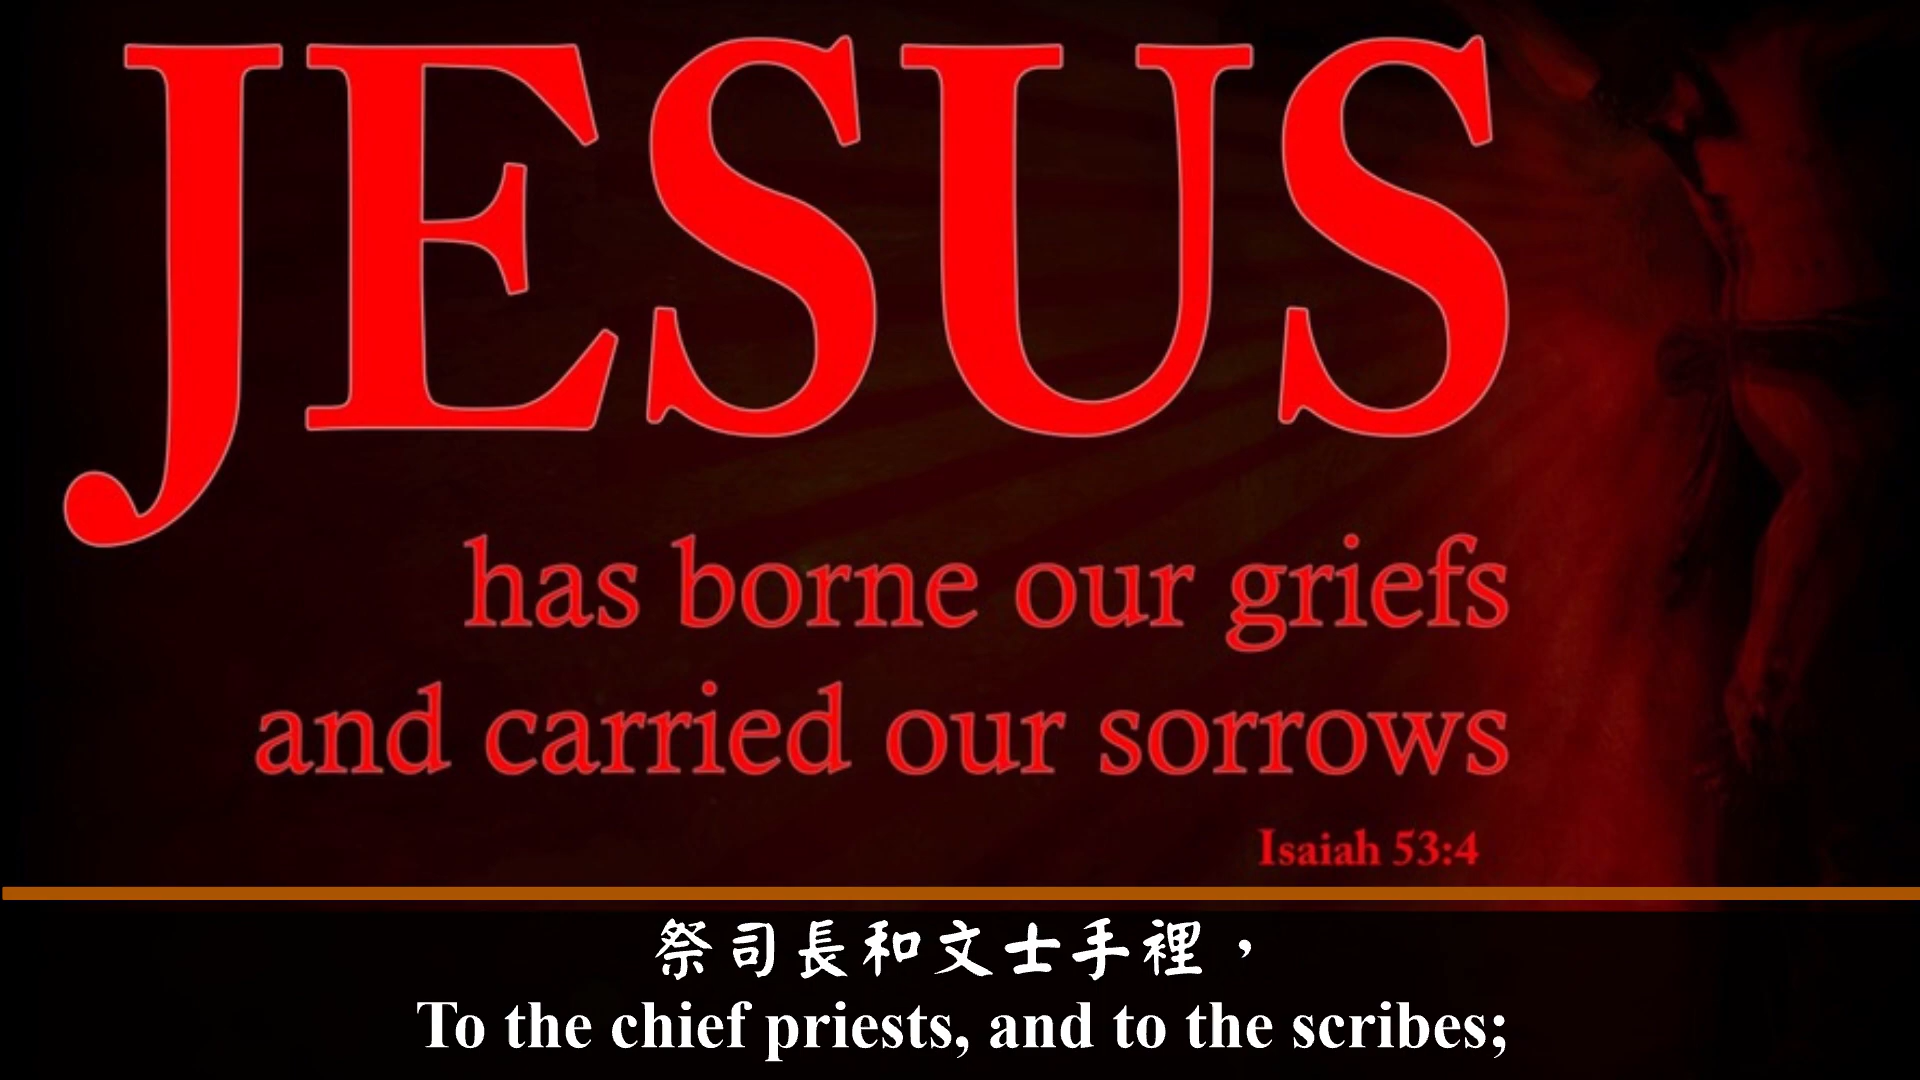 JESUS
has borne our griefs
and carried our sorrows
Isaiah 53:4
祭司長和文士手裡，
To the chief priests, and to the scribes;